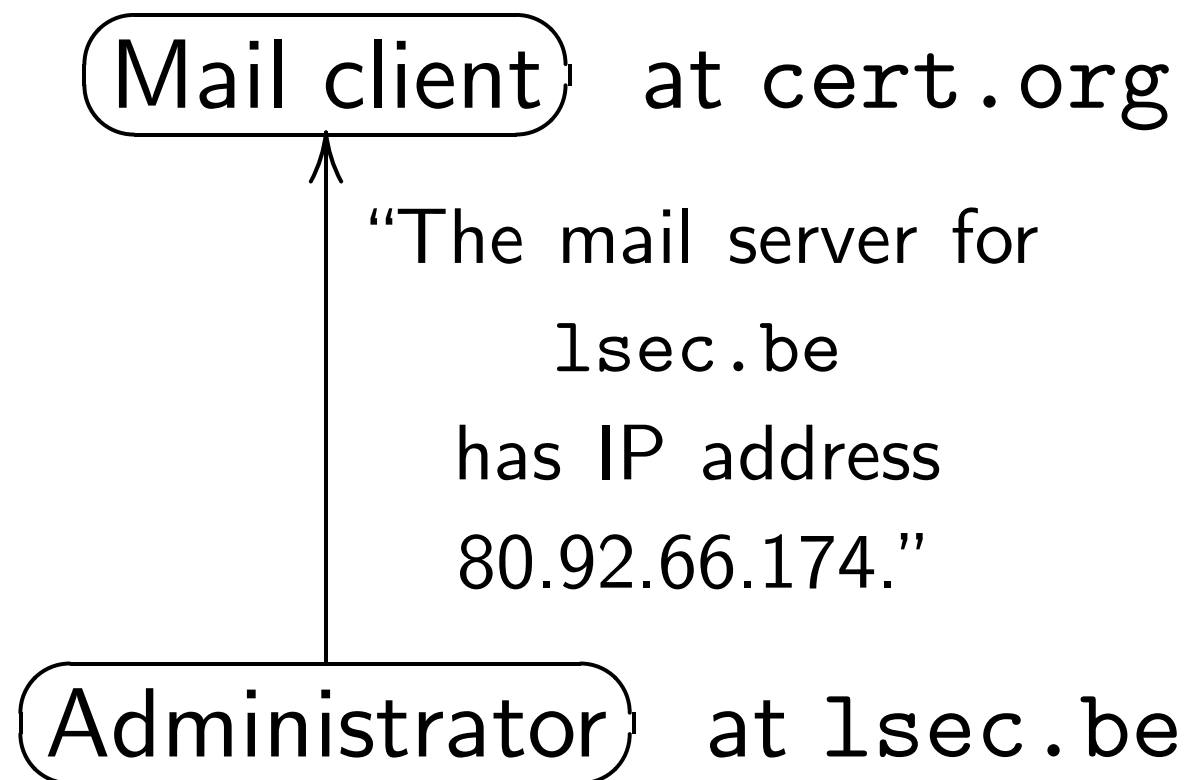 Mail client at cert.org
“The mail server for
lsec.be
has IP address
80.92.66.174.”
Administrator at lsec.be